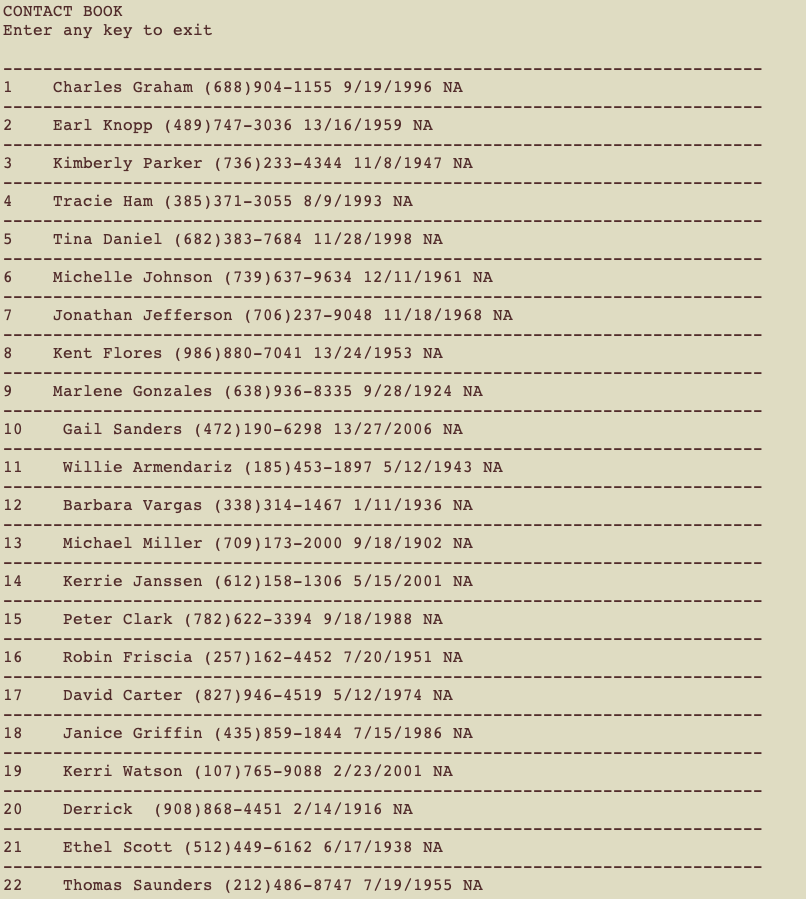 CONTACT BOOK
Enter any key to exit
----------------------------------------------------------------------------
1    Charles Graham (688)904-1155 9/19/1996 NA
----------------------------------------------------------------------------
2    Earl Knopp (489)747-3036 13/16/1959 NA
----------------------------------------------------------------------------
3    Kimberly Parker (736)233-4344 11/8/1947 NA
----------------------------------------------------------------------------
4    Tracie Ham (385)371-3055 8/9/1993 NA
----------------------------------------------------------------------------
5    Tina Daniel (682)383-7684 11/28/1998 NA
----------------------------------------------------------------------------
6    Michelle Johnson (739)637-9634 12/11/1961 NA
----------------------------------------------------------------------------
7    Jonathan Jefferson (706)237-9048 11/18/1968 NA
----------------------------------------------------------------------------
8    Kent Flores (986)880-7041 13/24/1953 NA
----------------------------------------------------------------------------
9    Marlene Gonzales (638)936-8335 9/28/1924 NA
----------------------------------------------------------------------------
10    Gail Sanders (472)190-6298 13/27/2006 NA
----------------------------------------------------------------------------
11    Willie Armendariz (185)453-1897 5/12/1943 NA
----------------------------------------------------------------------------
12    Barbara Vargas (338)314-1467 1/11/1936 NA
----------------------------------------------------------------------------
13    Michael Miller (709)173-2000 9/18/1902 NA
----------------------------------------------------------------------------
14    Kerrie Janssen (612)158-1306 5/15/2001 NA
----------------------------------------------------------------------------
15    Peter Clark (782)622-3394 9/18/1988 NA
----------------------------------------------------------------------------
16    Robin Friscia (257)162-4452 7/20/1951 NA
----------------------------------------------------------------------------
17    David Carter (827)946-4519 5/12/1974 NA
----------------------------------------------------------------------------
18    Janice Griffin (435)859-1844 7/15/1986 NA
----------------------------------------------------------------------------
19    Kerri Watson (107)765-9088 2/23/2001 NA
----------------------------------------------------------------------------
20    Derrick  (908)868-4451 2/14/1916 NA
----------------------------------------------------------------------------
21    Ethel Scott (512)449-6162 6/17/1938 NA
----------------------------------------------------------------------------
22    Thomas Saunders (212)486-8747 7/19/1955 NA